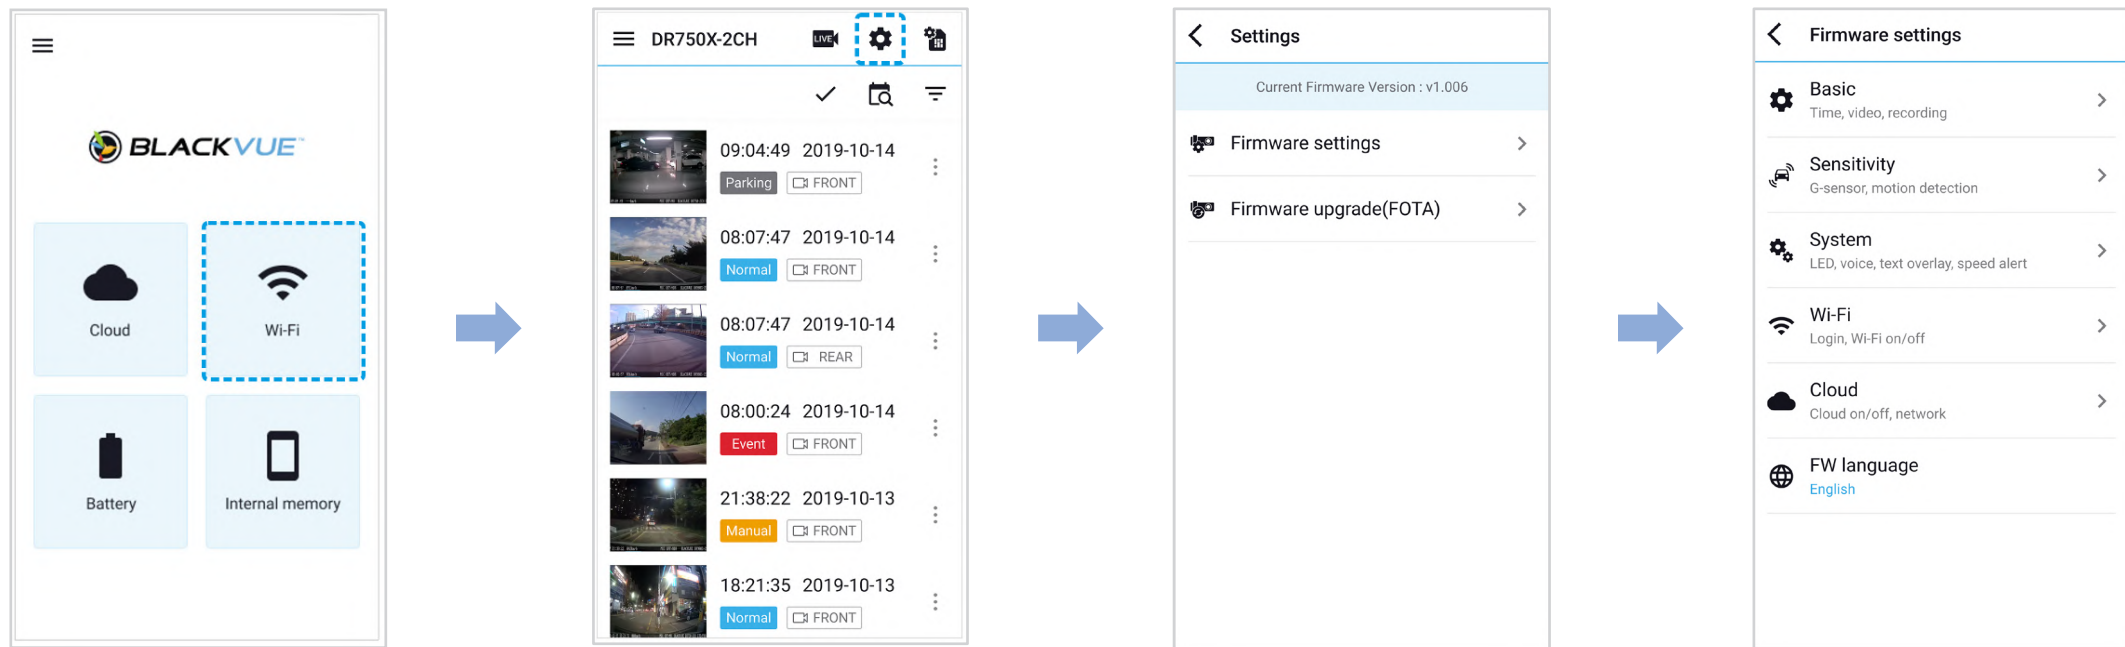 BLACKVUE
Cloud
Wi-Fi
Battery
Internal memory
DR750X-2CH
LIVE
09:04:49 2019-10-14
Parking FRONT
08:07:47 2019-10-14
Normal FRONT
08:07:47 2019-10-14
Normal REAR
08:00:24 2019-10-14
Event FRONT
21:38:22 2019-10-13
Manual FRONT
18:21:35 2019-10-13
Normal FRONT
Settings
Current Firmware Version : v1.006
Firmware settings
Firmware upgrade(FOTA)
Firmware settings
Basic
Time, video, recording
Sensitivity
G-sensor, motion detection
System
LED, voice, text overlay, speed alert
Wi-Fi
Login, Wi-Fi on/off
Cloud
Cloud on/off, network
FW language
English